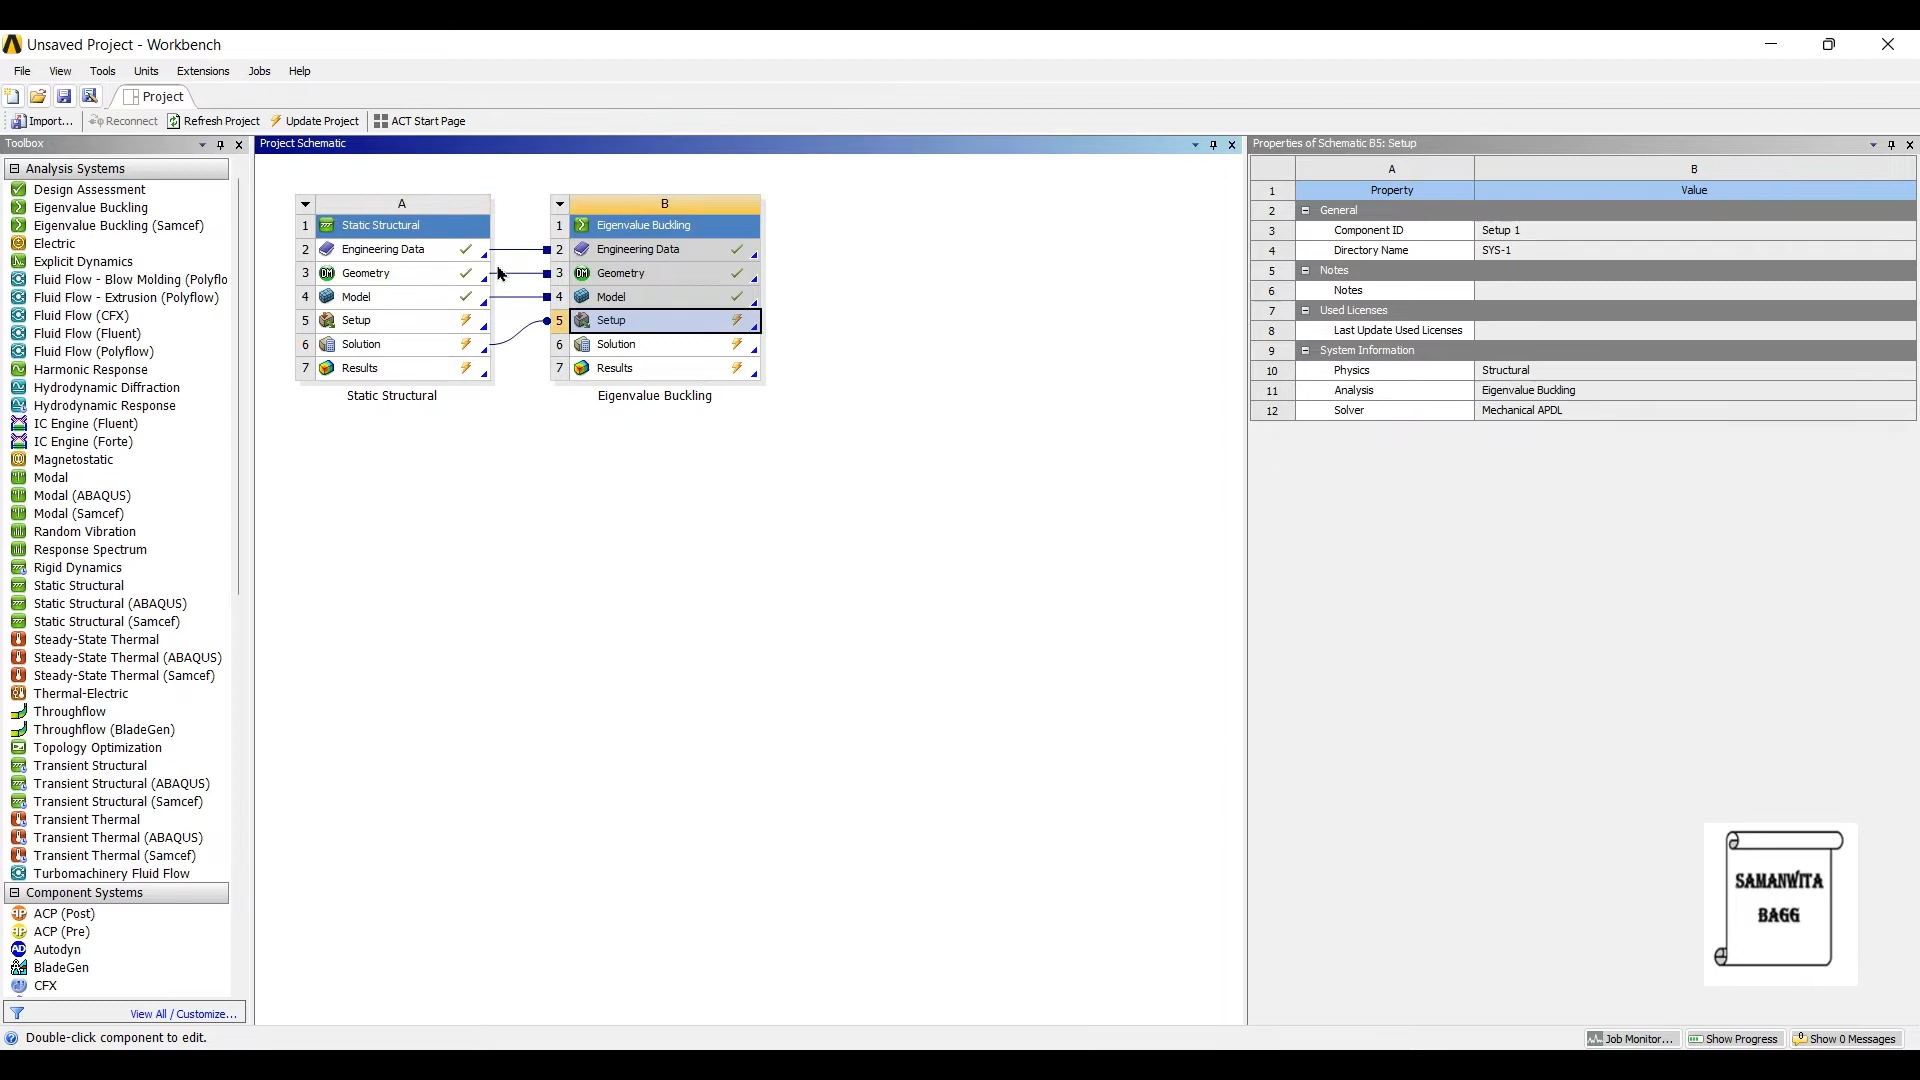 Unsaved Project - Workbench
File View Tools Units Extensions Jobs Help
Project
Import... Reconnect Refresh Project Update Project ACT Start Page
Toolbox
Analysis Systems
Design Assessment
Eigenvalue Buckling
Eigenvalue Buckling (Samcef)
Electric
Explicit Dynamics
Fluid Flow - Blow Molding (Polyflo
Fluid Flow - Extrusion (Polyflow)
Fluid Flow (CFX)
Fluid Flow (Fluent)
Fluid Flow (Polyflow)
Harmonic Response
Hydrodynamic Diffraction
Hydrodynamic Response
IC Engine (Fluent)
IC Engine (Forte)
Magnetostatic
Modal
Modal (ABAQUS)
Modal (Samcef)
Random Vibration
Response Spectrum
Rigid Dynamics
Static Structural
Static Structural (ABAQUS)
Static Structural (Samcef)
Steady-State Thermal
Steady-State Thermal (ABAQUS)
Steady-State Thermal (Samcef)
Thermal-Electric
Throughflow
Throughflow (BladeGen)
Topology Optimization
Transient Structural
Transient Structural (ABAQUS)
Transient Structural (Samcef)
Transient Thermal
Transient Thermal (ABAQUS)
Transient Thermal (Samcef)
Turbomachinery Fluid Flow
Component Systems
ACP (Post)
ACP (Pre)
Autodyn
BladeGen
CFX
View All / Customize...
Project Schematic
A
1 Static Structural
2 Engineering Data
3 Geometry
4 Model
5 Setup
6 Solution
7 Results
Static Structural
B
1 Eigenvalue Buckling
2 Engineering Data
3 Geometry
4 Model
5 Setup
6 Solution
7 Results
Eigenvalue Buckling
Properties of Schematic B5: Setup
A B
1 Property Value
2 General
3 Component ID Setup 1
4 Directory Name SYS-1
5 Notes
6 Notes
7 Used Licenses
8 Last Update Used Licenses
9 System Information
10 Physics Structural
11 Analysis Eigenvalue Buckling
12 Solver Mechanical APDL
SAMANWITA
BAGG
Double-click component to edit.
Job Monitor... Show Progress Show 0 Messages